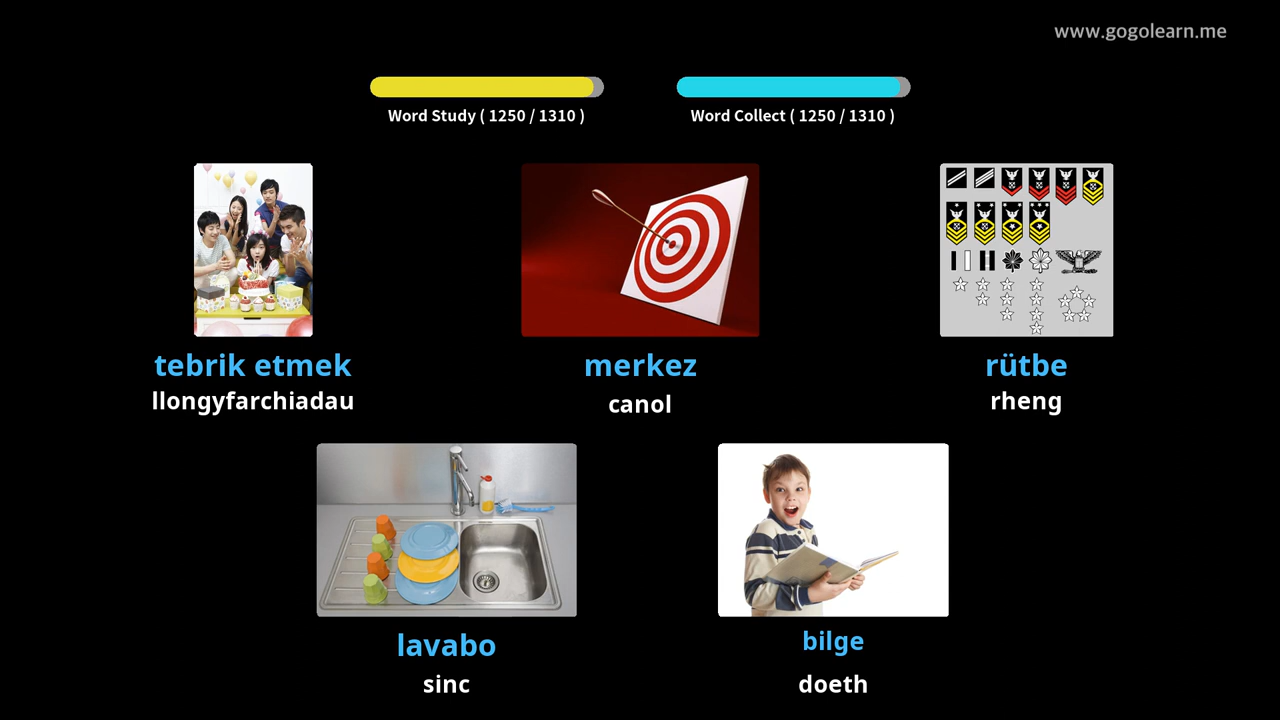 www.gogolearn.me
Word Study ( 1250 / 1310 )
Word Collect ( 1250 / 1310 )
tebrik etmek
llongyfarchiadau
merkez
canol
rütbe
rheng
lavabo
sinc
bilge
doeth